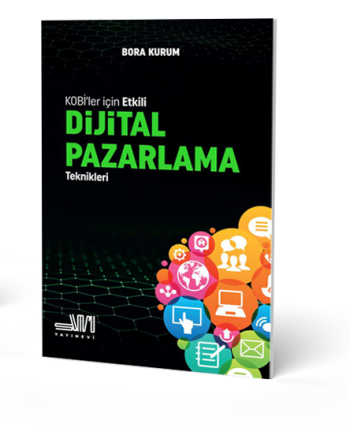 BORA KURUM
KOBİ'ler için Etkili
DİJİTAL
PAZARLAMA
Teknikleri
YAYINEVİ